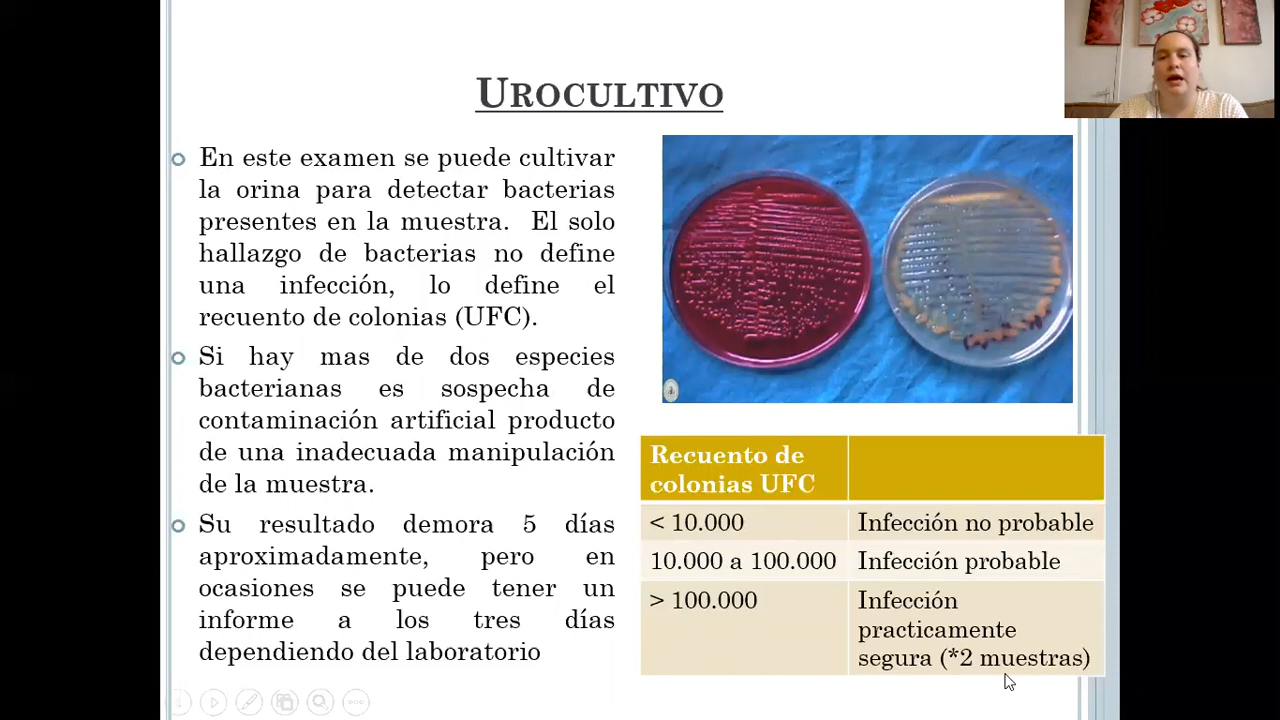 UROCULTIVO
En este examen se puede cultivar
la orina para detectar bacterias
presentes en la muestra. El solo
hallazgo de bacterias no define
una infección, lo define el
recuento de colonias (UFC).
Si hay mas de dos especies
bacterianas es sospecha de
contaminación artificial producto
de una inadecuada manipulación
de la muestra.
Su resultado demora 5 días
aproximadamente, pero en
ocasiones se puede tener un
informe a los tres días
dependiendo del laboratorio
Recuento de
colonias UFC
< 10.000 Infección no probable
10.000 a 100.000 Infección probable
> 100.000 Infección
practicamente
segura (*2 muestras)